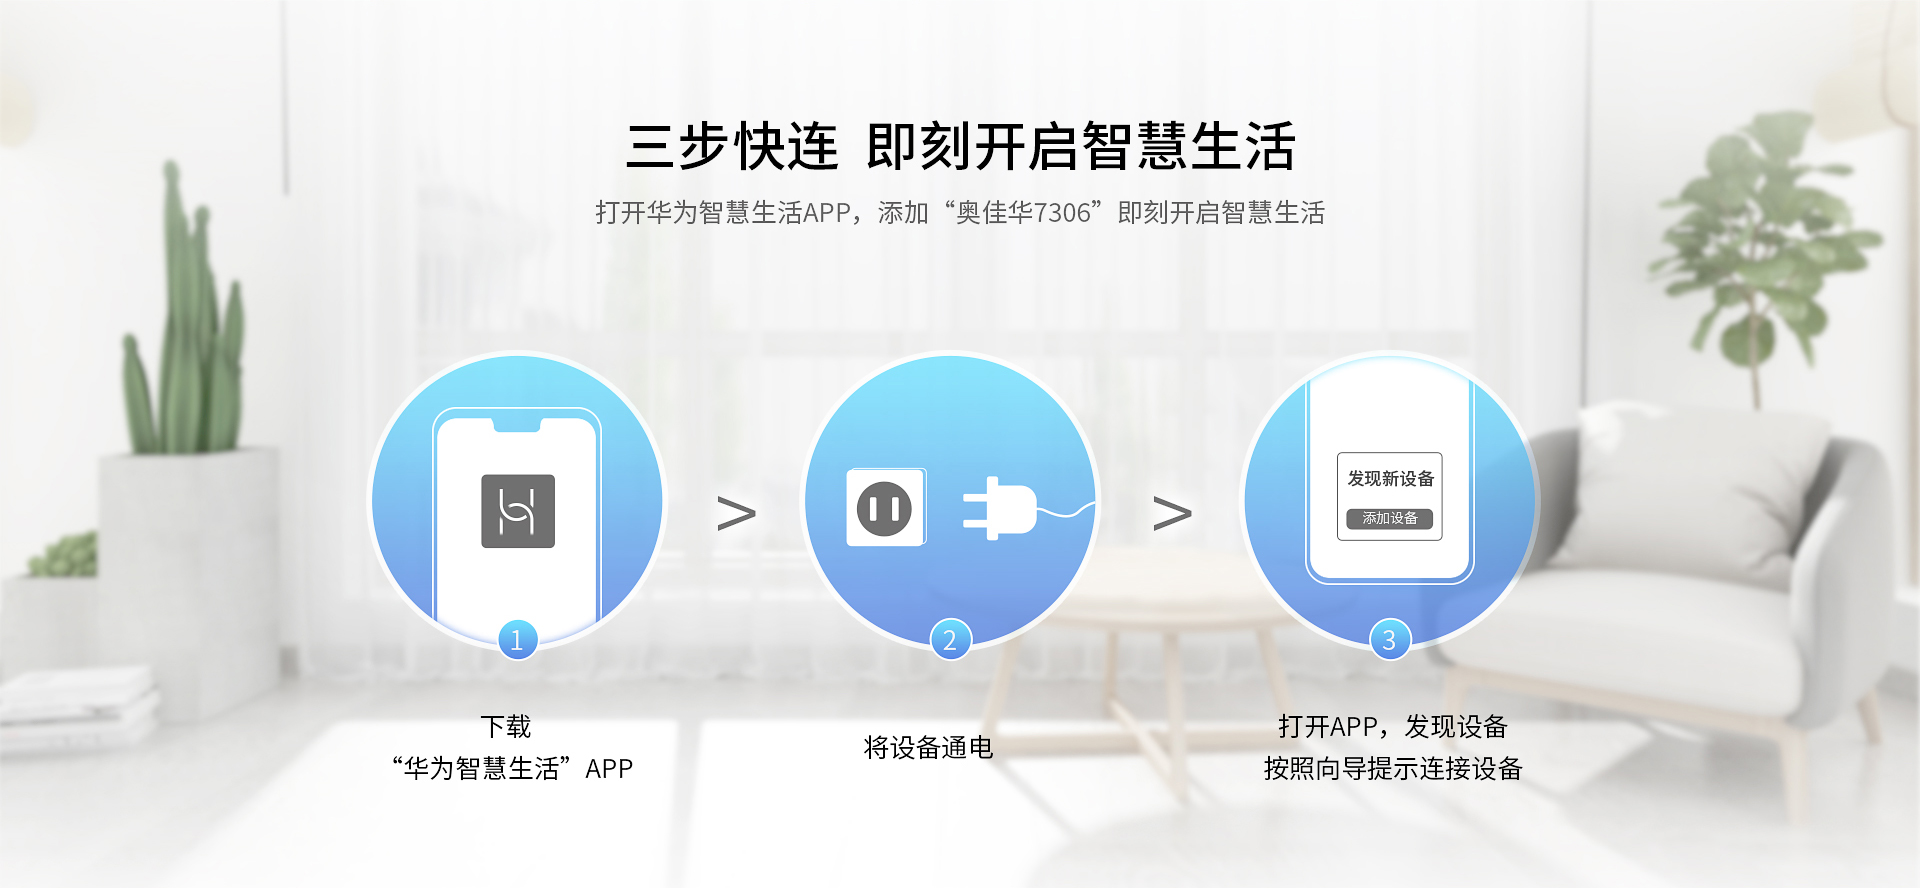 三步快连 即刻开启智慧生活
打开华为智慧生活APP，添加“奥佳华7306”即刻开启智慧生活
发现新设备
添加设备
>
>
1
2
3
下载
“华为智慧生活”APP
将设备通电
打开APP，发现设备
按照向导提示连接设备